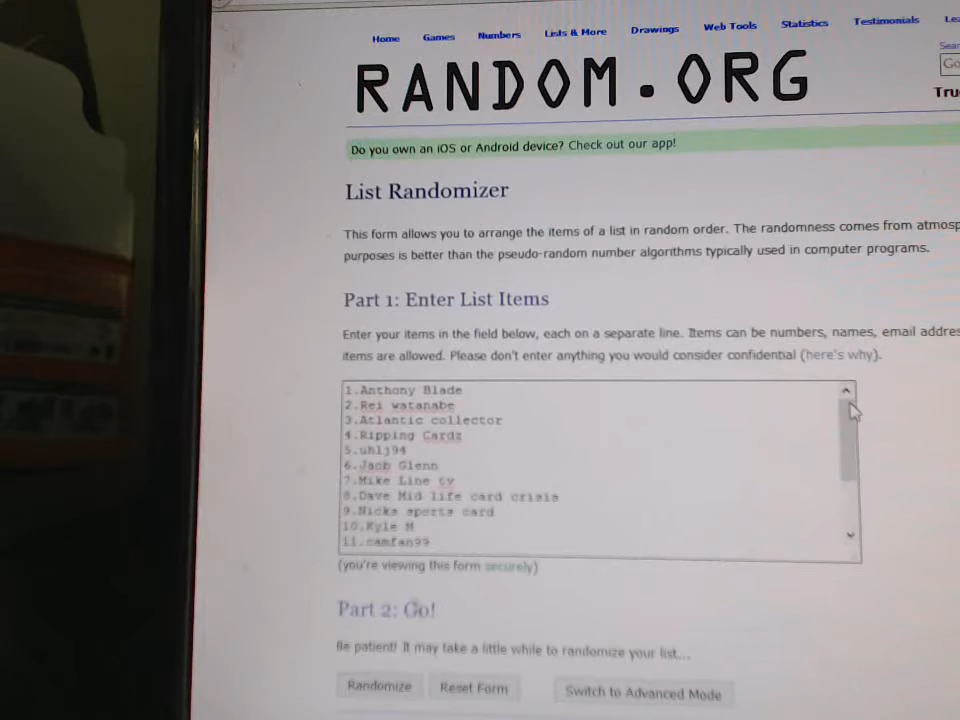 Home Games Numbers Lists & More Drawings Web Tools Statistics Testimonials
RANDOM.ORG
Do you own an iOS or Android device? Check out our app!
List Randomizer
This form allows you to arrange the items of a list in random order. The randomness comes from
purposes is better than the pseudo-random number algorithms typically used in computer programs.
Part 1: Enter List Items
Enter your items in the field below, each on a separate line. Items can be numbers, names, email
items are allowed. Please don't enter anything you would consider confidential (here's why).
1.Anthony Blade
2.Rei watanabe
3.Atlantic collector
4.Ripping Cardz
5.uhlj94
6.Jacb Glenn
7.Mike Line tv
8.Dave Mid life card crisis
9.Nicks sports card
10.Kyle M
11.camfan99
(you're viewing this form securely)
Part 2: Go!
Be patient! It may take a little while to randomize your list...
Randomize Reset Form Switch to Advanced Mode